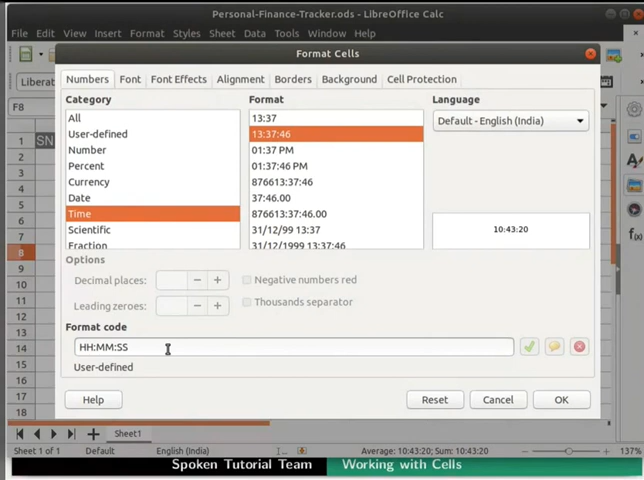 Personal-Finance-Tracker.ods - LibreOffice Calc
File Edit View Insert Format Styles Sheet Data Tools Window Help
Format Cells
Liberat
Numbers Font Font Effects Alignment Borders Background Cell Protection
F8
Category Format Language
All 13:37 Default - English (India)
User-defined 13:37:46
Number 01:37 PM
Percent 01:37:46 PM
Currency 876613:37:46
Date 37:46.00
Time 876613:37:46.00
Scientific 31/12/99 13:37
Fraction 31/12/1999 13:37:46
10:43:20
SN
1
2
3
4
5
6
7
8
9
10
11
12
13
14
15
16
17
18
Options
Decimal places: − + Negative numbers red
Leading zeroes: − + Thousands separator
Format code
HH:MM:SS
User-defined
Help Reset Cancel OK
Sheet1
Sheet 1 of 1 Default English (India) Average: 10:43:20; Sum: 10:43:20 137%
Spoken Tutorial Team Working with Cells